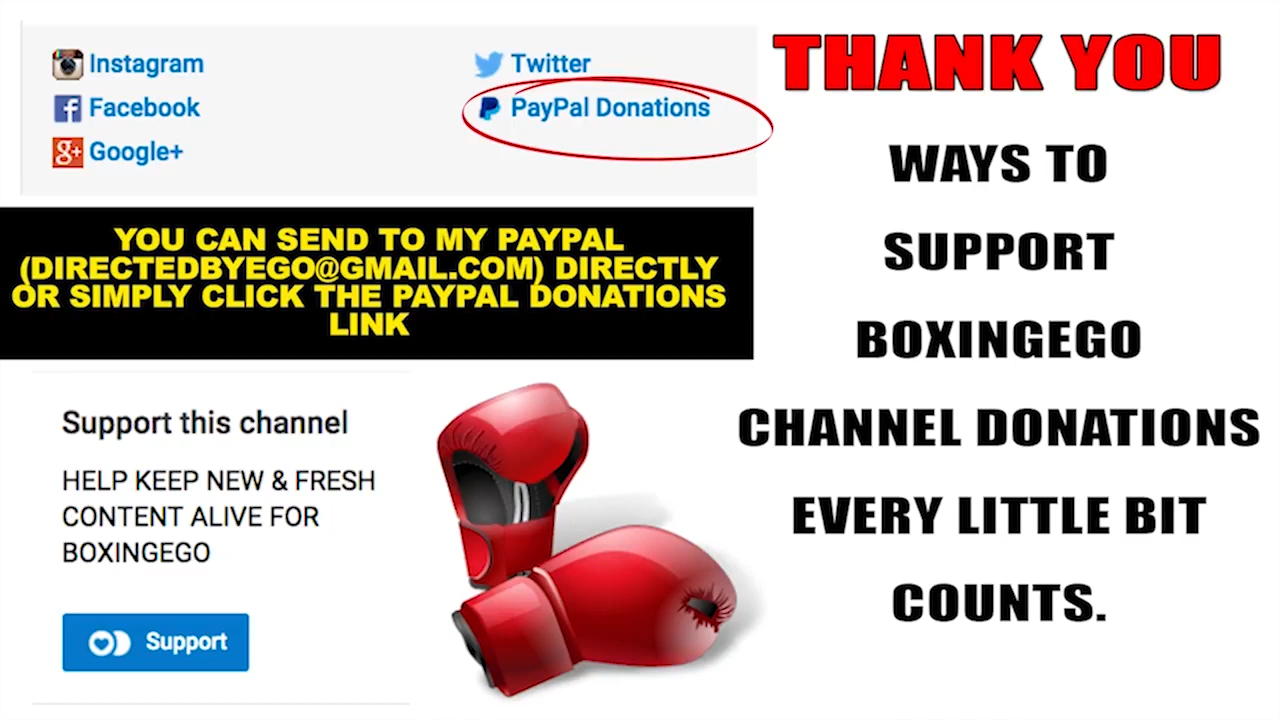 Instagram
Twitter
Facebook
PayPal Donations
Google+
YOU CAN SEND TO MY PAYPAL
(DIRECTEDBYEGO@GMAIL.COM) DIRECTLY
OR SIMPLY CLICK THE PAYPAL DONATIONS
LINK
Support this channel
HELP KEEP NEW & FRESH
CONTENT ALIVE FOR
BOXINGEGO
Support
THANK YOU
WAYS TO
SUPPORT
BOXINGEGO
CHANNEL DONATIONS
EVERY LITTLE BIT
COUNTS.